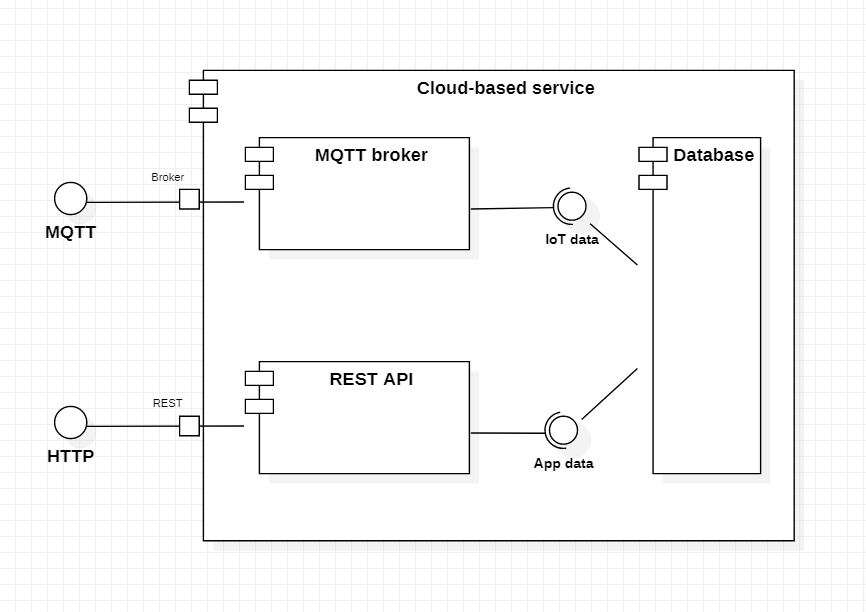 Cloud-based service
MQTT broker
Database
Broker
MQTT
IoT data
REST API
REST
HTTP
App data